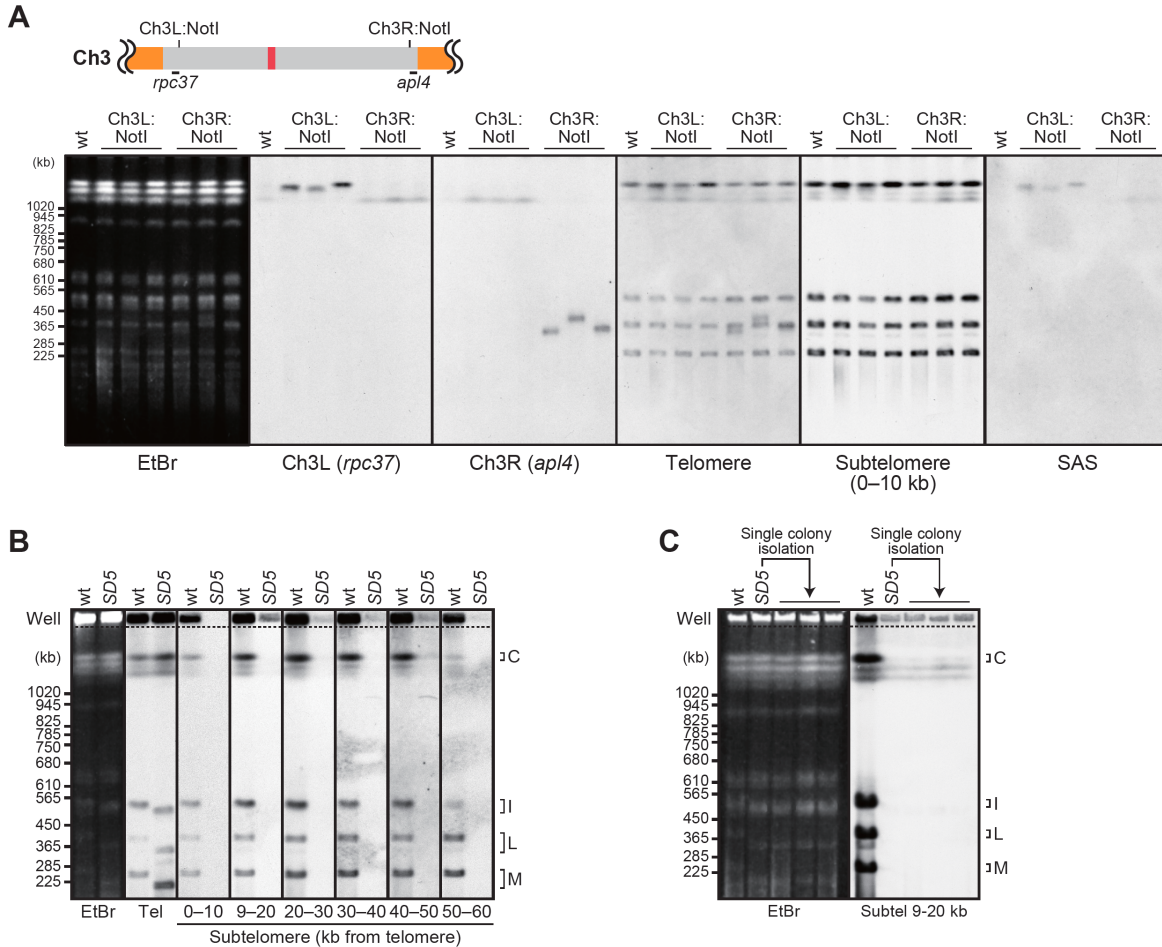 A
Ch3L:NotI Ch3R:NotI
Ch3
rpc37 apl4
wt Ch3L: NotI Ch3R: NotI wt Ch3L: NotI Ch3R: NotI wt Ch3L: NotI Ch3R: NotI wt Ch3L: NotI Ch3R: NotI wt Ch3L: NotI Ch3R: NotI wt Ch3L: NotI Ch3R: NotI
(kb)
1020
945
825
785
750
680
610
565
450
365
285
225
EtBr Ch3L (rpc37) Ch3R (apl4) Telomere Subtelomere SAS
(0–10 kb)
B
wt SD5 wt SD5 wt SD5 wt SD5 wt SD5 wt SD5 wt SD5 wt SD5
Well
(kb) C
1020
945
825
785
750
680
610
565 I
450
365 L
285
225 M
EtBr Tel 0–10 9–20 20–30 30–40 40–50 50–60
Subtelomere (kb from telomere)
C
Single colony Single colony
isolation isolation
wt SD5 wt SD5
Well
(kb) C
1020
945
825
785
750
680
610
565 I
450
365 L
285
225 M
EtBr Subtel 9-20 kb